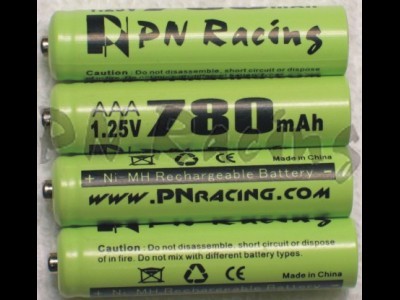 PN Racing
Caution : Do not disassemble, short circuit or dispose
AAA
1.25V 780mAh
Made in China
+ Ni-MH Rechargeable Battery -
www.PNRACING.COM
Caution : Do not disassemble, short circuit or dispose
of in fire. Do not mix with different battery types.
Made in China
PN Racing